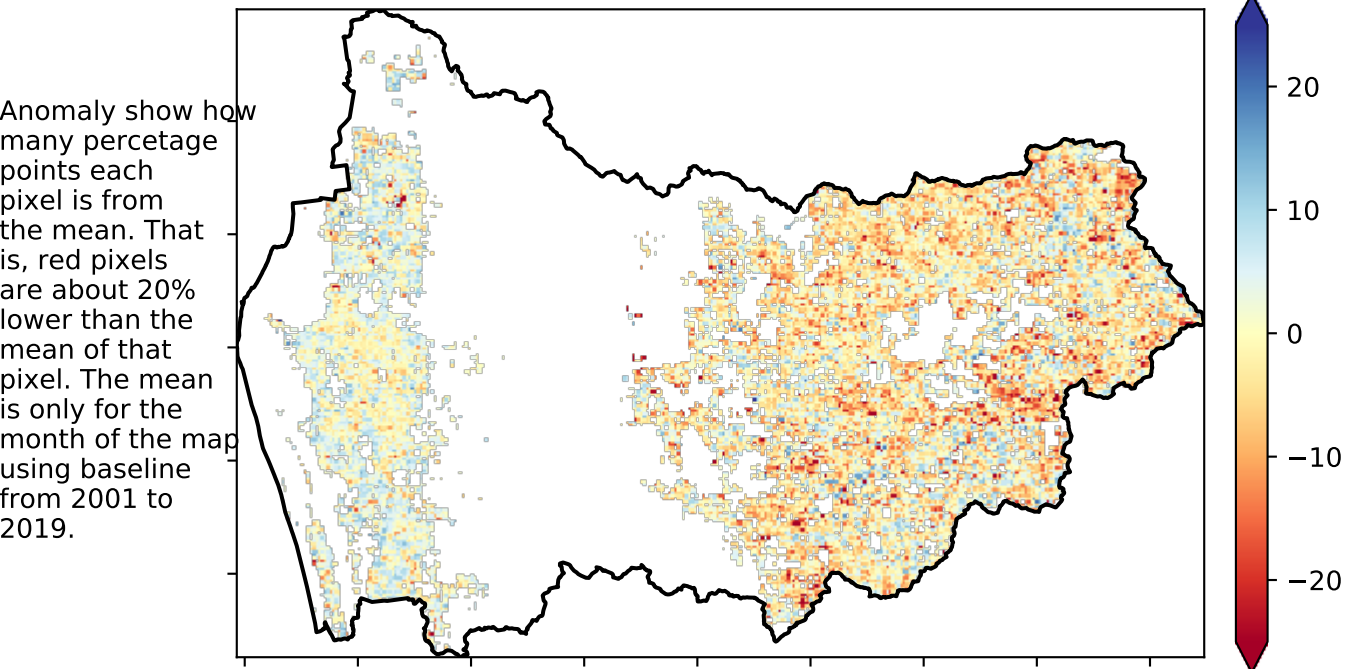 Anomaly show how
many percetage
points each
pixel is from
the mean. That
is, red pixels
are about 20%
lower than the
mean of that
pixel. The mean
is only for the
month of the map
using baseline
from 2001 to
2019.
20
10
0
−10
−20